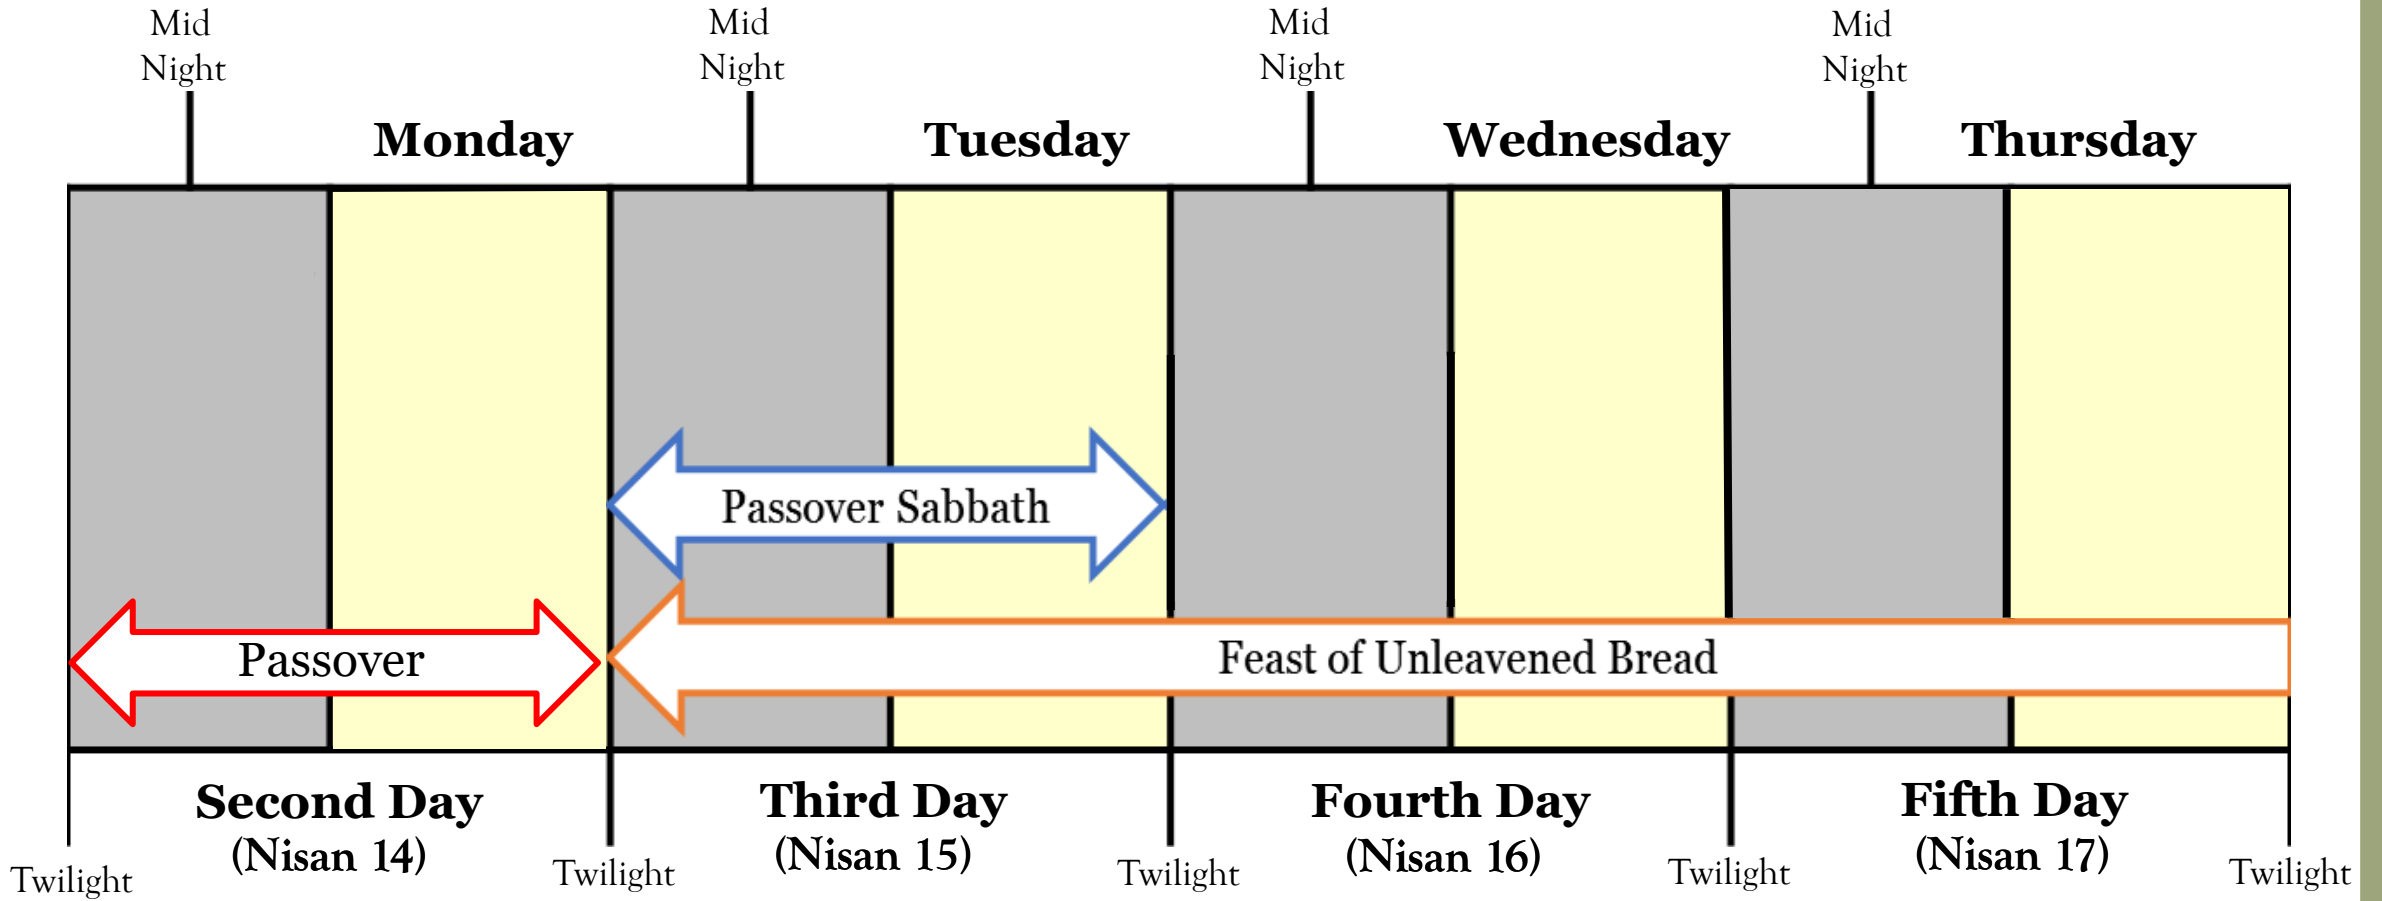 Mid
Night
Mid
Night
Mid
Night
Mid
Night
Monday
Tuesday
Wednesday
Thursday
Passover Sabbath
Passover
Feast of Unleavened Bread
Second Day
(Nisan 14)
Third Day
(Nisan 15)
Fourth Day
(Nisan 16)
Fifth Day
(Nisan 17)
Twilight
Twilight
Twilight
Twilight
Twilight